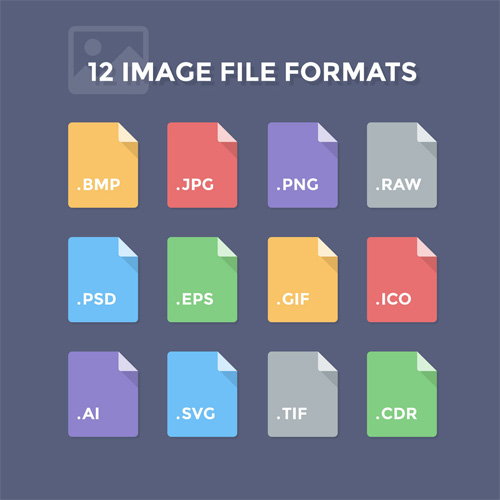 12 IMAGE FILE FORMATS
.BMP .JPG .PNG .RAW
.PSD .EPS .GIF .ICO
.AI .SVG .TIF .CDR